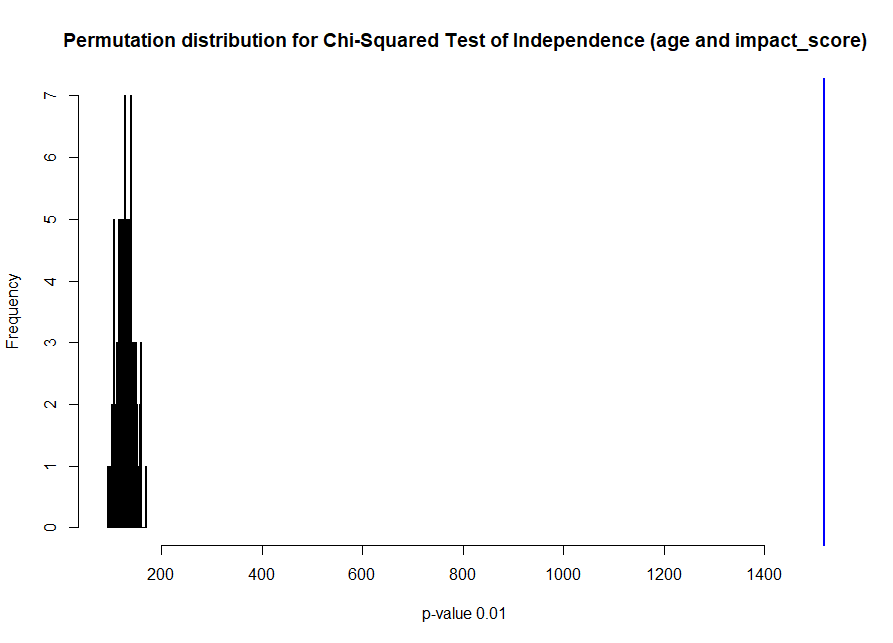 Permutation distribution for Chi-Squared Test of Independence (age and impact_score)
7
6
5
4
3
2
1
0
Frequency
200 400 600 800 1000 1200 1400
p-value 0.01